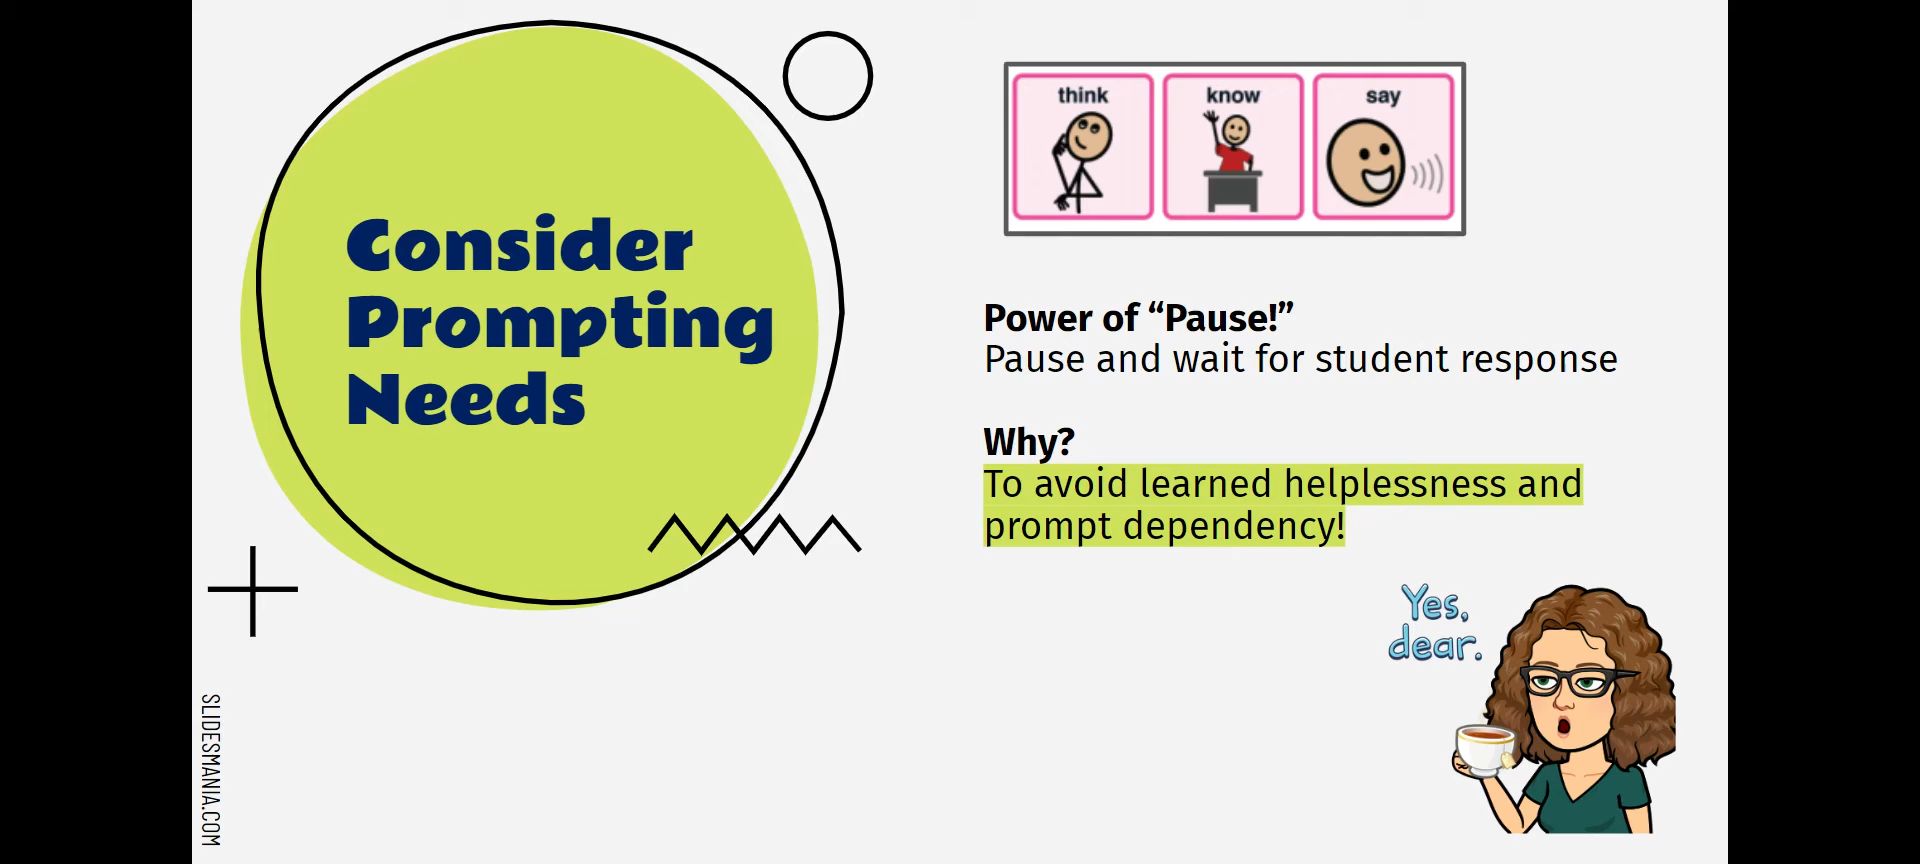 Consider
Prompting
Needs
think
know
say
Power of “Pause!”
Pause and wait for student response
Why?
To avoid learned helplessness and
prompt dependency!
Yes,
dear.
SLIDESMANIA.COM